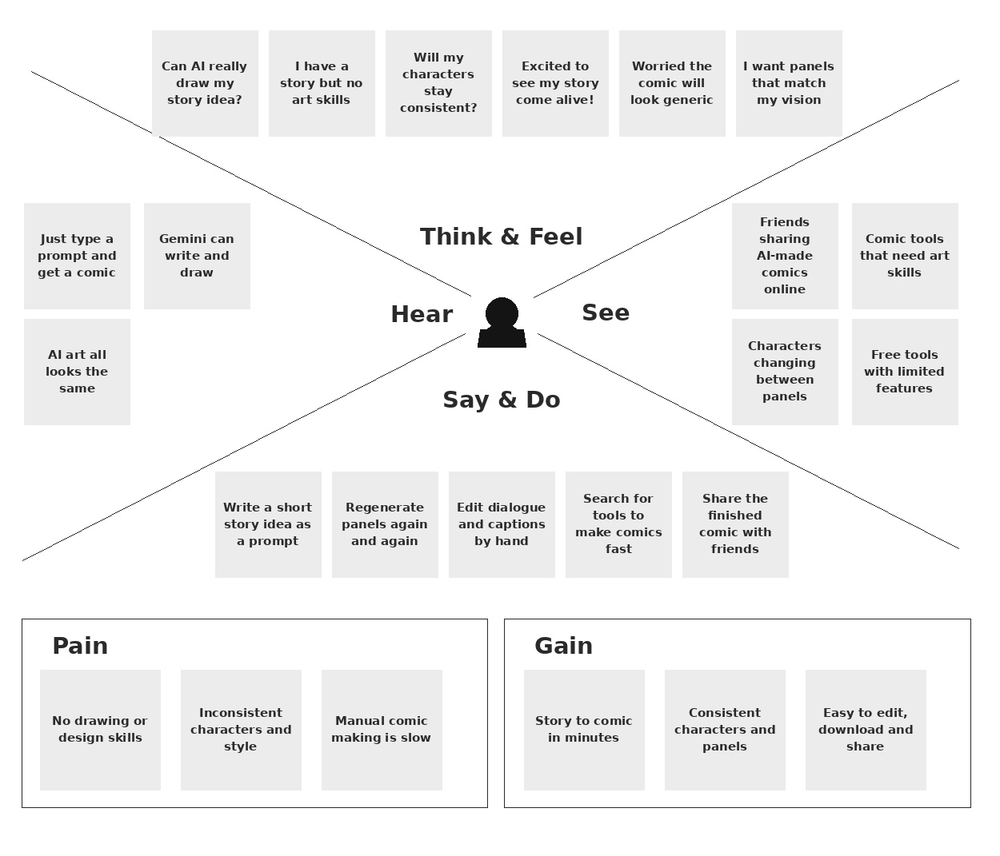 Can AI really
draw my
story idea?
I have a
story but no
art skills
Will my
characters
stay
consistent?
Excited to
see my story
come alive!
Worried the
comic will
look generic
I want panels
that match
my vision
Think & Feel
Just type a
prompt and
get a comic
Gemini can
write and
draw
AI art all
looks the
same
Hear
See
Friends
sharing
AI-made
comics
online
Comic tools
that need art
skills
Characters
changing
between
panels
Free tools
with limited
features
Say & Do
Write a short
story idea as
a prompt
Regenerate
panels again
and again
Edit dialogue
and captions
by hand
Search for
tools to
make comics
fast
Share the
finished
comic with
friends
Pain
No drawing or
design skills
Inconsistent
characters and
style
Manual comic
making is slow
Gain
Story to comic
in minutes
Consistent
characters and
panels
Easy to edit,
download and
share